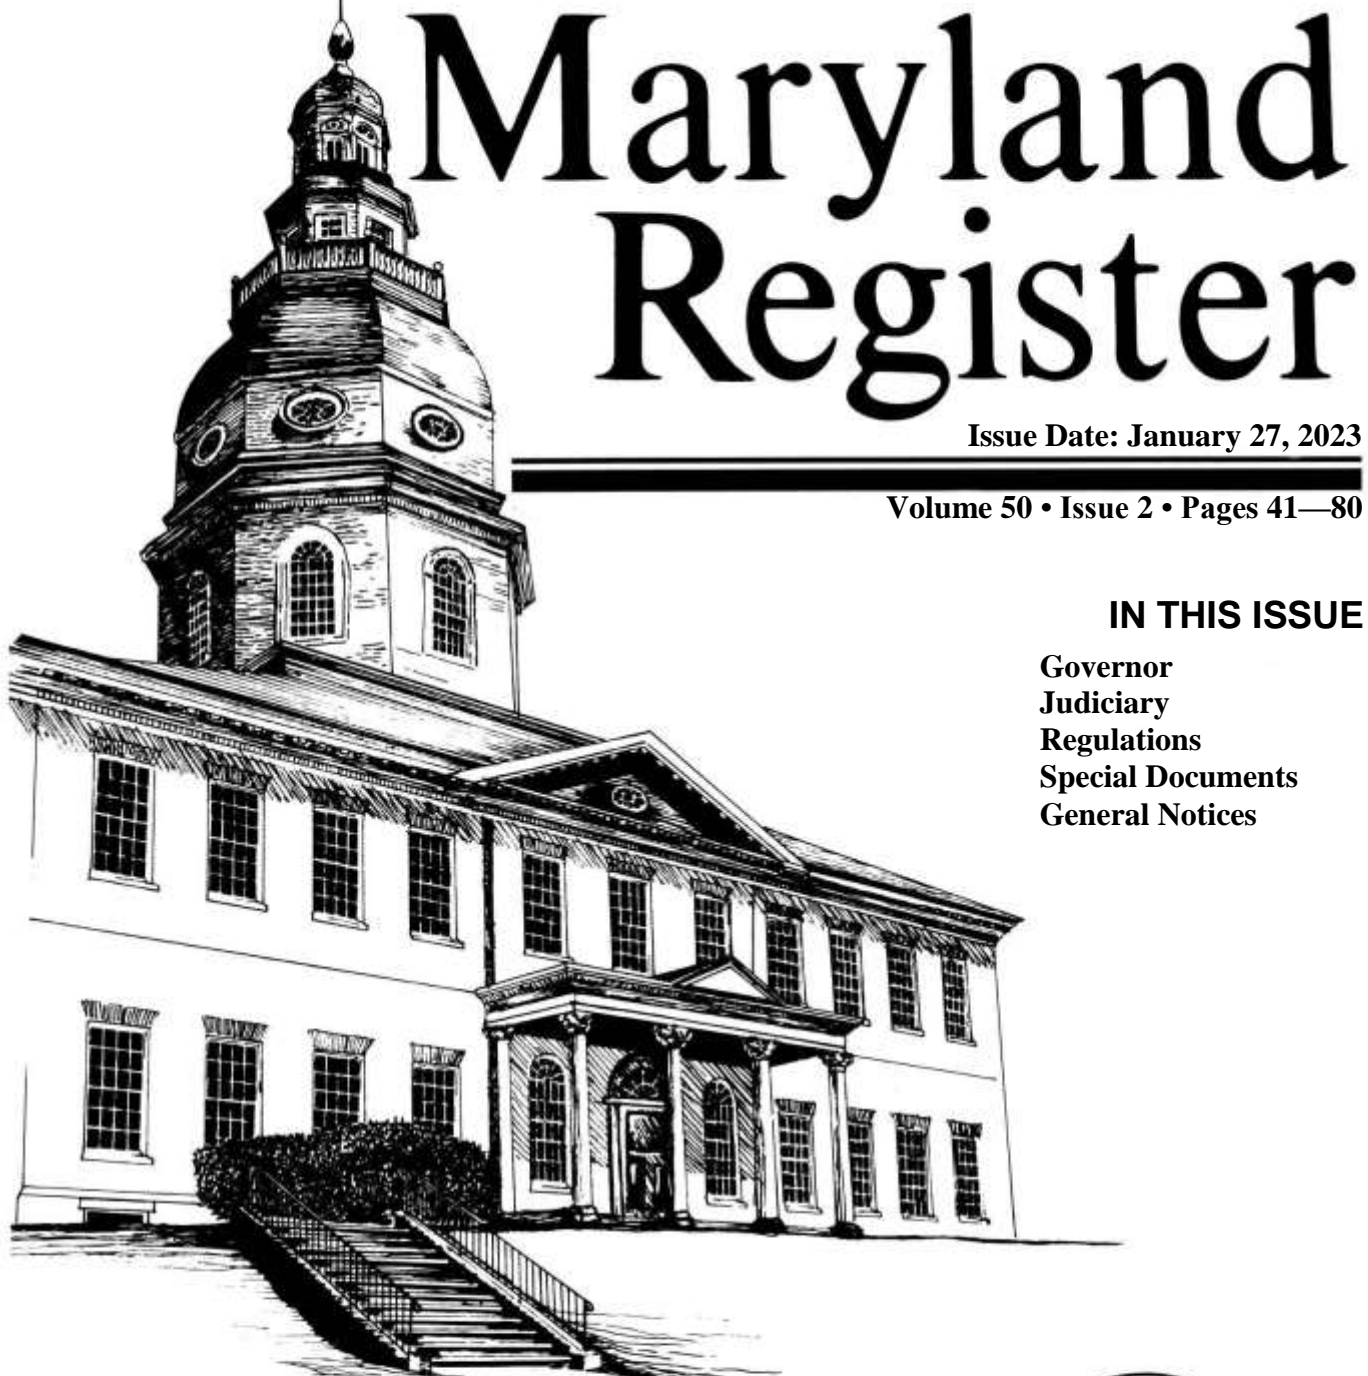 Maryland
Register
Issue Date: January 27, 2023
Volume 50 • Issue 2 • Pages 41—80
IN THIS ISSUE
Governor
Judiciary
Regulations
Special Documents
General Notices